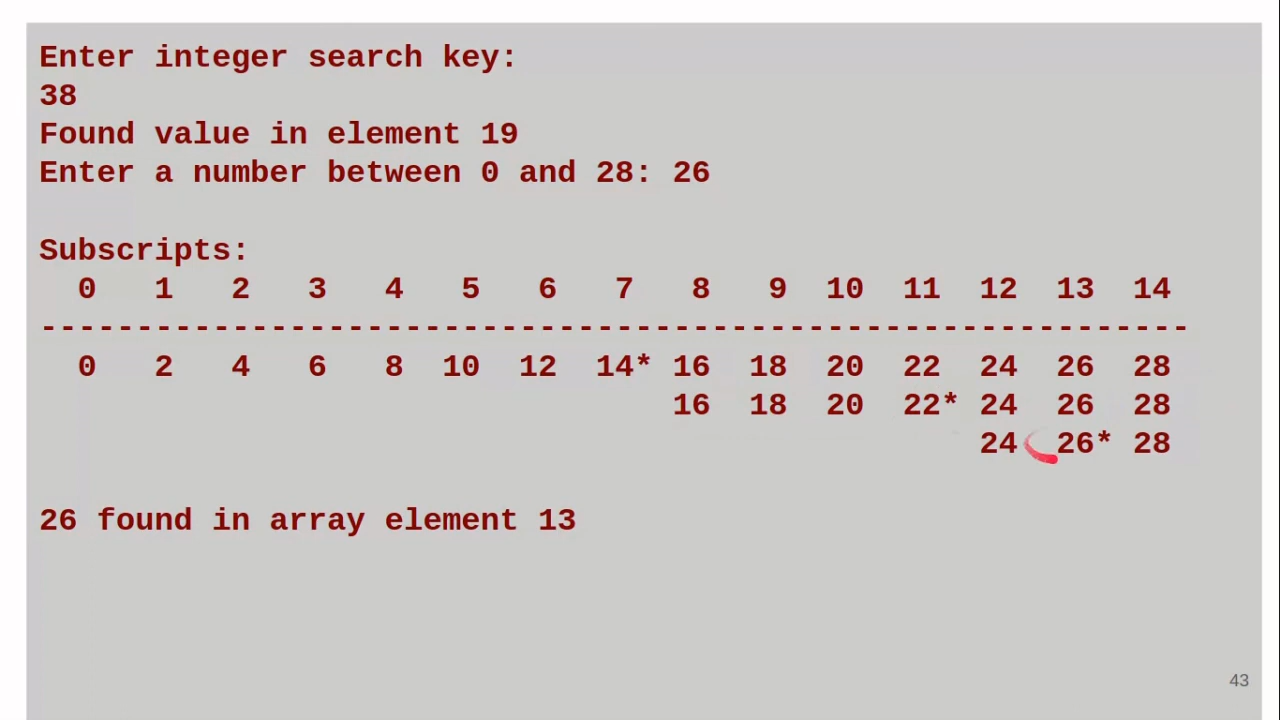 Enter integer search key:
38
Found value in element 19
Enter a number between 0 and 28: 26
Subscripts:
0 1 2 3 4 5 6 7 8 9 10 11 12 13 14
------------------------------------------------------------
0 2 4 6 8 10 12 14* 16 18 20 22 24 26 28
16 18 20 22* 24 26 28
24 26* 28
26 found in array element 13
43